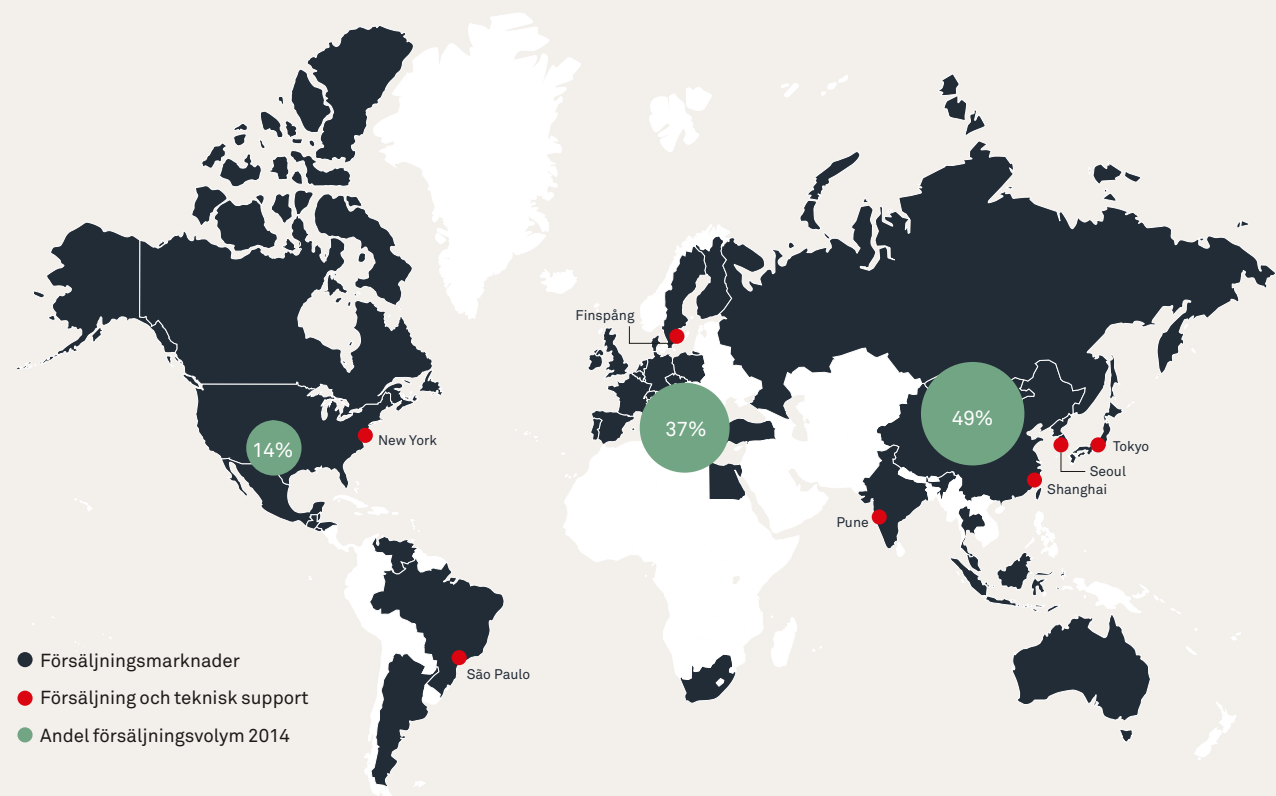 Finspång
37%
49%
14%
New York
Tokyo
Seoul
Shanghai
Pune
São Paulo
Försäljningsmarknader
Försäljning och teknisk support
Andel försäljningsvolym 2014